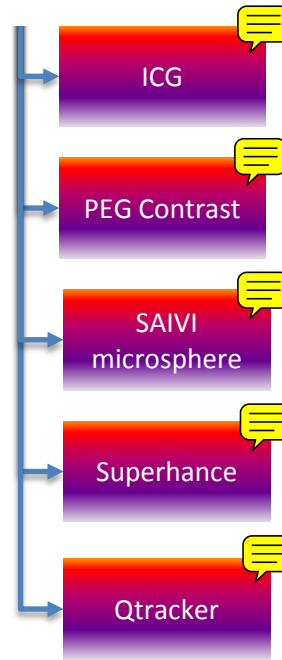 ICG
PEG Contrast
SAIVI
microsphere
Superhance
Qtracker